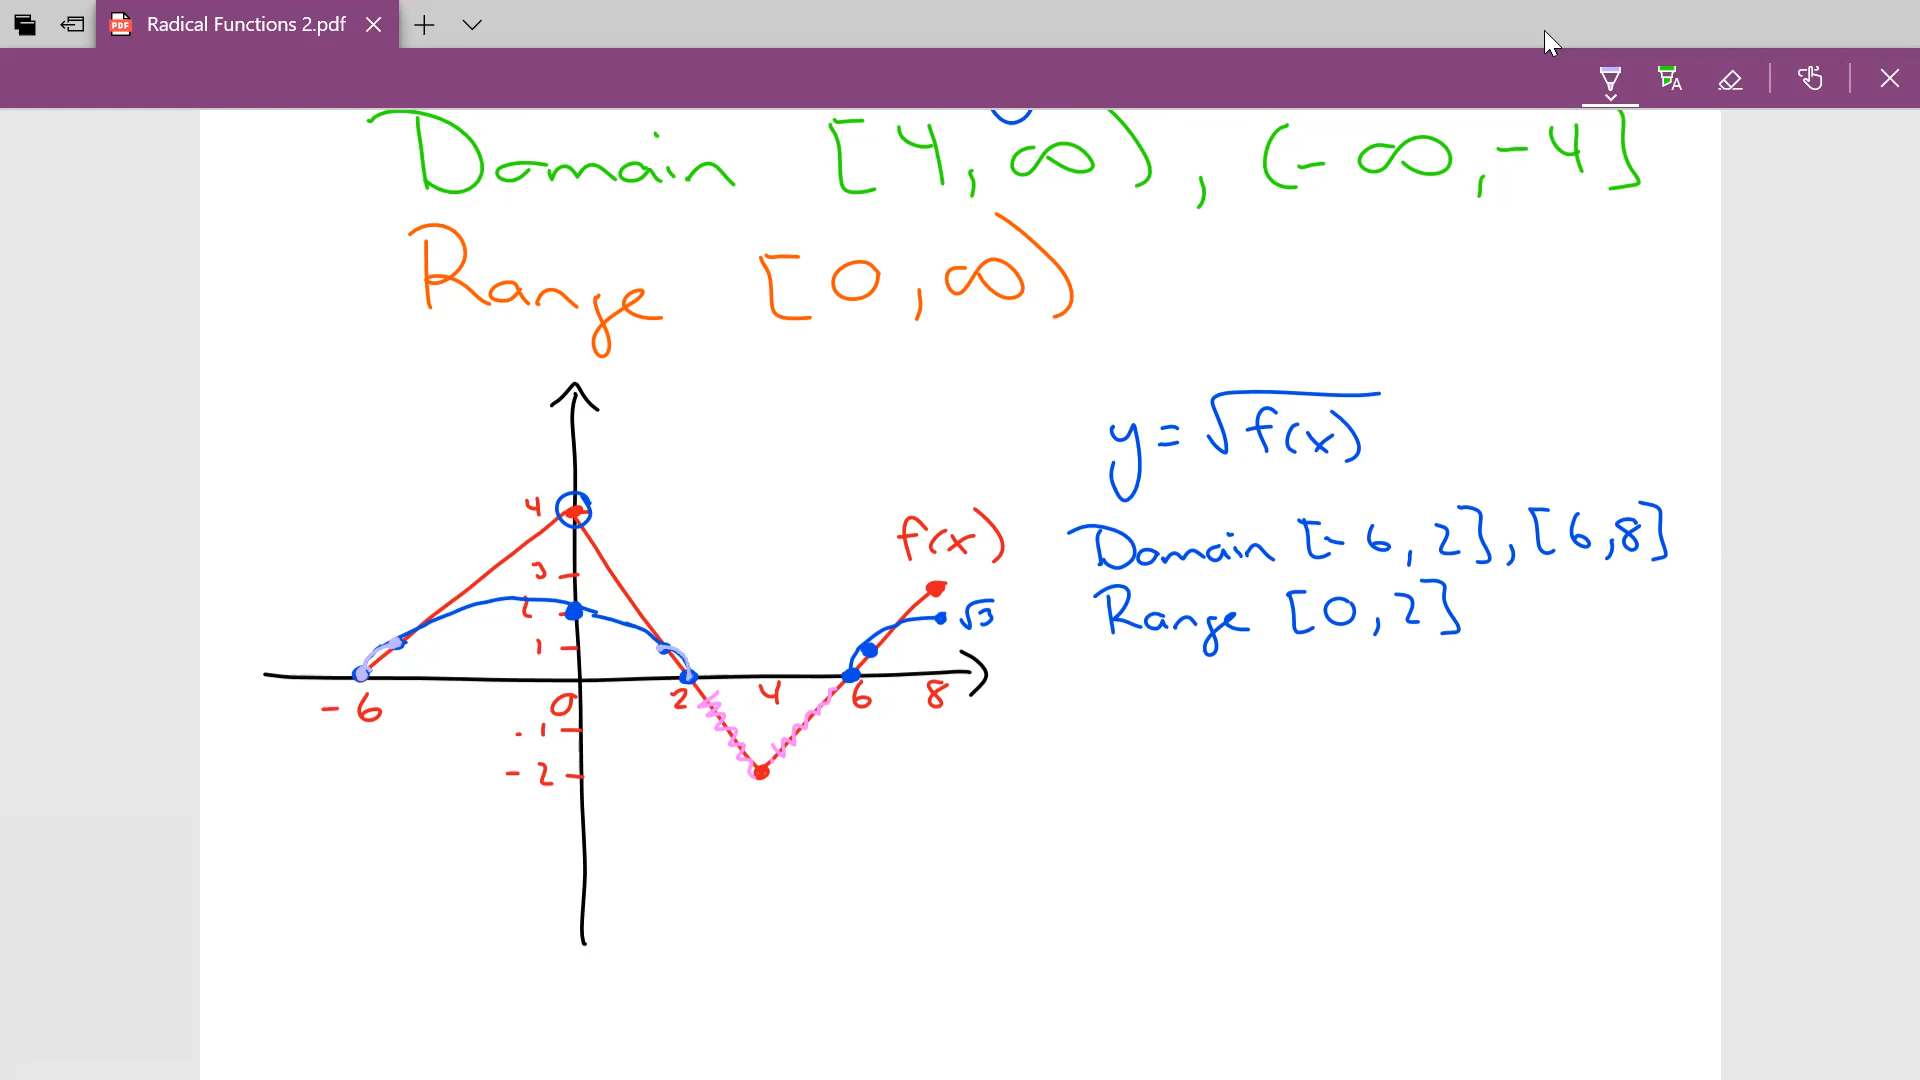 Radical Functions 2.pdf
Domain [4, ∞), (-∞, -4]
Range [0, ∞)
y = √f(x)
4
f(x)
Domain [-6, 2], [6,8]
3
2
√3
Range [0, 2]
1
-6
0
2
4
6
8
-1
-2